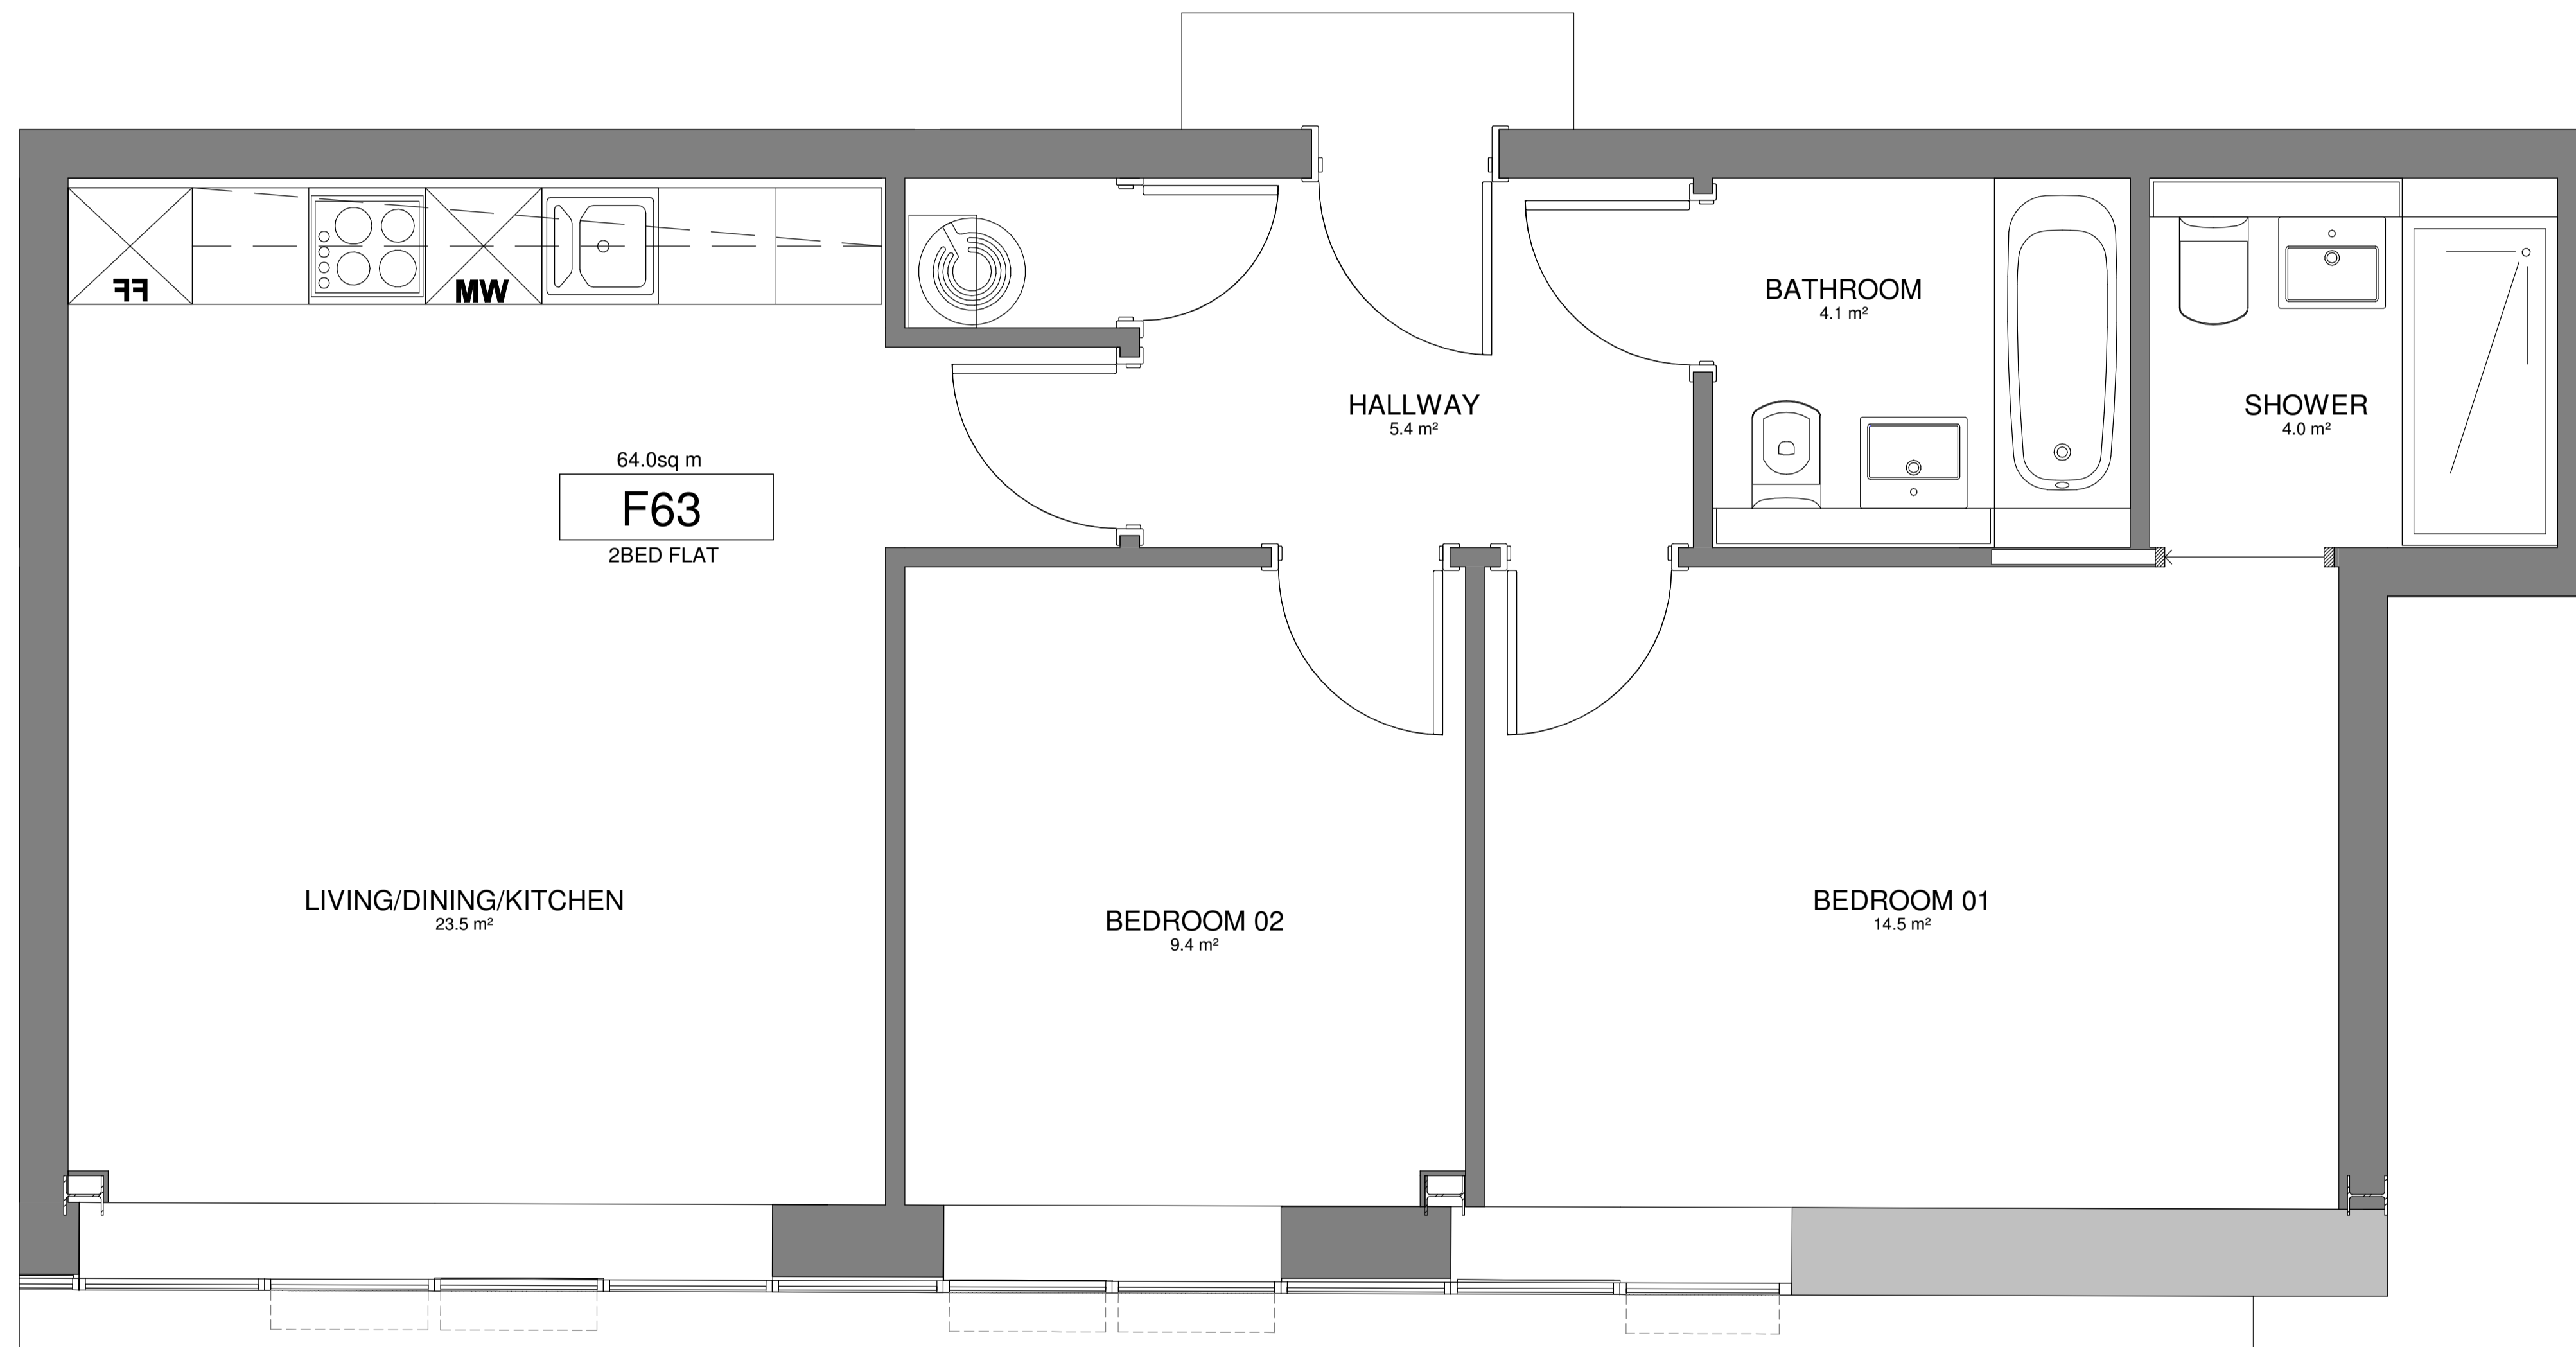 FF
MW
BATHROOM
4.1 m²
HALLWAY
5.4 m²
SHOWER
4.0 m²
64.0sq m
F63
2BED FLAT
LIVING/DINING/KITCHEN
23.5 m²
BEDROOM 02
9.4 m²
BEDROOM 01
14.5 m²